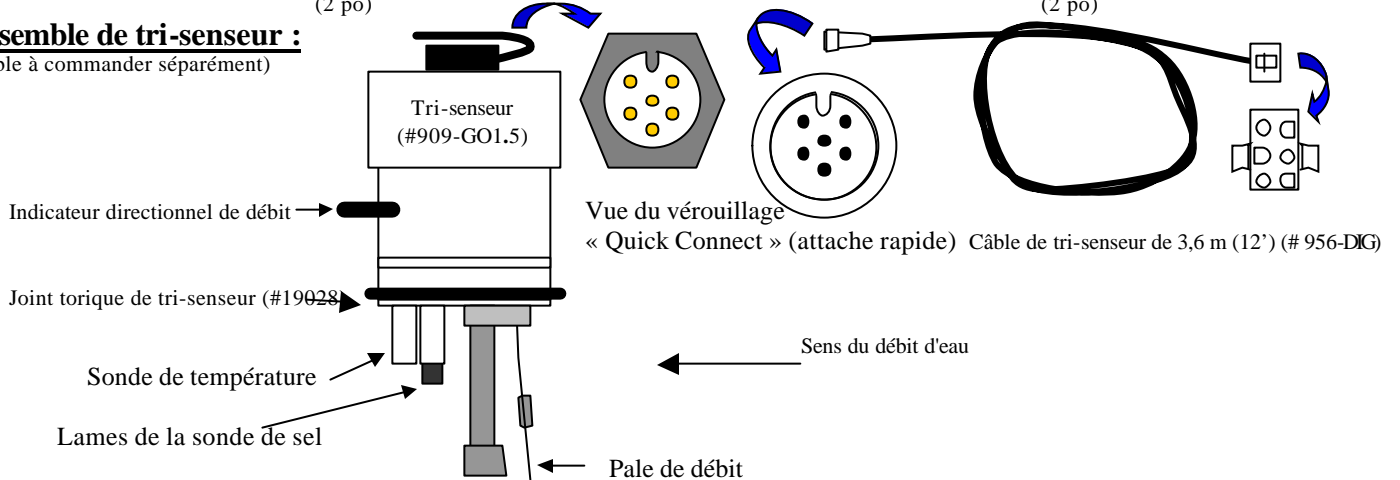 (2 po)
(2 po)
semble de tri-senseur :
ble à commander séparément)
Tri-senseur
(#909-GO1.5)
Indicateur directionnel de débit
Vue du vérouillage
« Quick Connect » (attache rapide)
Câble de tri-senseur de 3,6 m (12’) (# 956-DIG)
Joint torique de tri-senseur (#19028)
Sens du débit d'eau
Sonde de température
Lames de la sonde de sel
Pale de débit